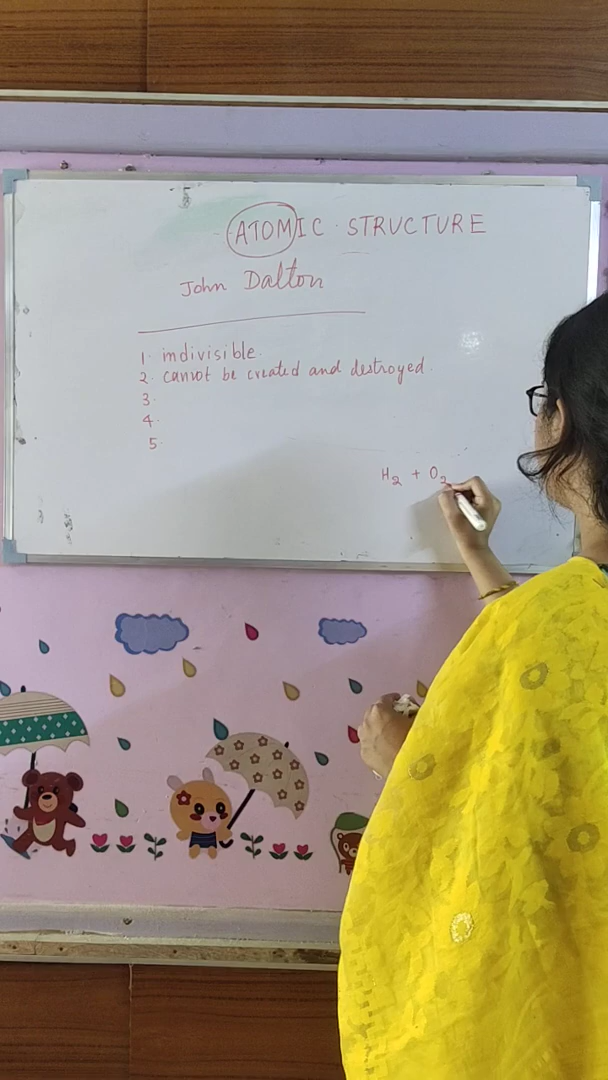 ATOMIC STRUCTURE
John Dalton
1. indivisible.
2. cannot be created and destroyed.
3.
4.
5.
H₂ + O₂